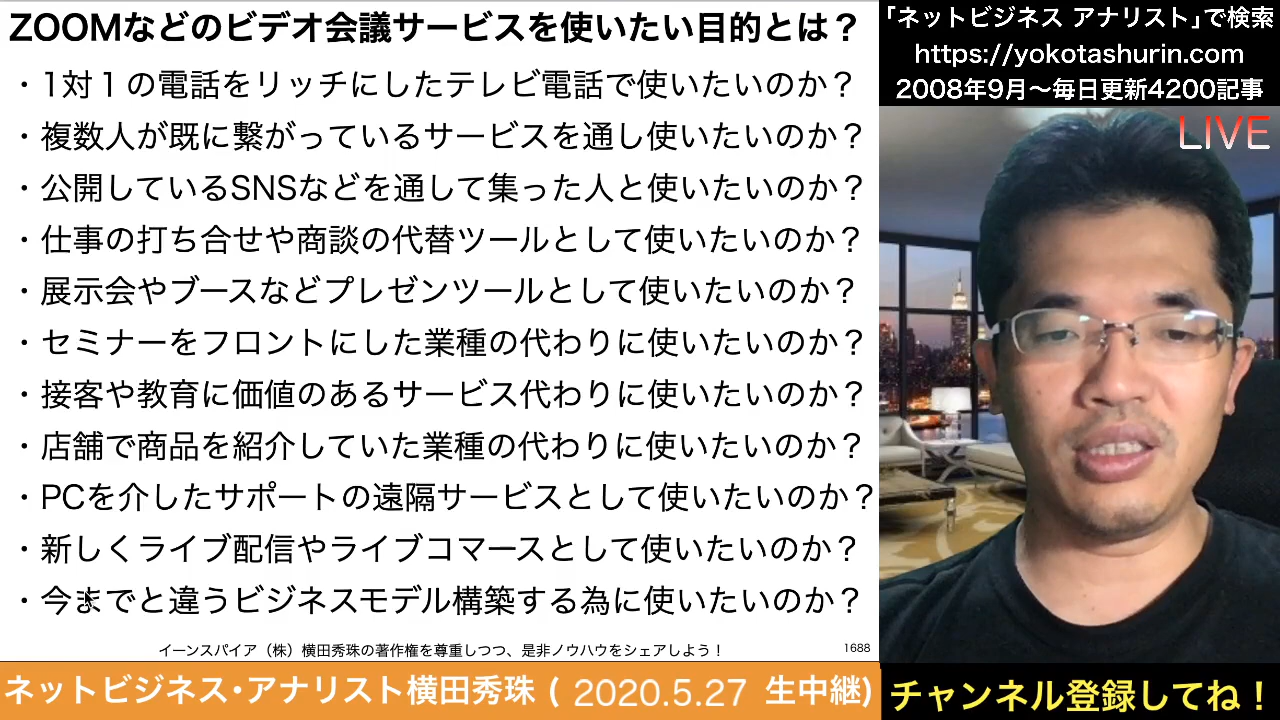 ZOOMなどのビデオ会議サービスを使いたい目的とは？
・1対１の電話をリッチにしたテレビ電話で使いたいのか？
・複数人が既に繋がっているサービスを通し使いたいのか？
・公開しているSNSなどを通して集った人と使いたいのか？
・仕事の打ち合せや商談の代替ツールとして使いたいのか？
・展示会やブースなどプレゼンツールとして使いたいのか？
・セミナーをフロントにした業種の代わりに使いたいのか？
・接客や教育に価値のあるサービス代わりに使いたいのか？
・店舗で商品を紹介していた業種の代わりに使いたいのか？
・PCを介したサポートの遠隔サービスとして使いたいのか？
・新しくライブ配信やライブコマースとして使いたいのか？
・今までと違うビジネスモデル構築する為に使いたいのか？
イーンスパイア（株）横田秀珠の著作権を尊重しつつ、是非ノウハウをシェアしよう！
1688
ネットビジネス･アナリスト横田秀珠 ( 2020.5.27 生中継)
｢ネットビジネス アナリスト｣で検索
https://yokotashurin.com
2008年9月〜毎日更新4200記事
LIVE
チャンネル登録してね！